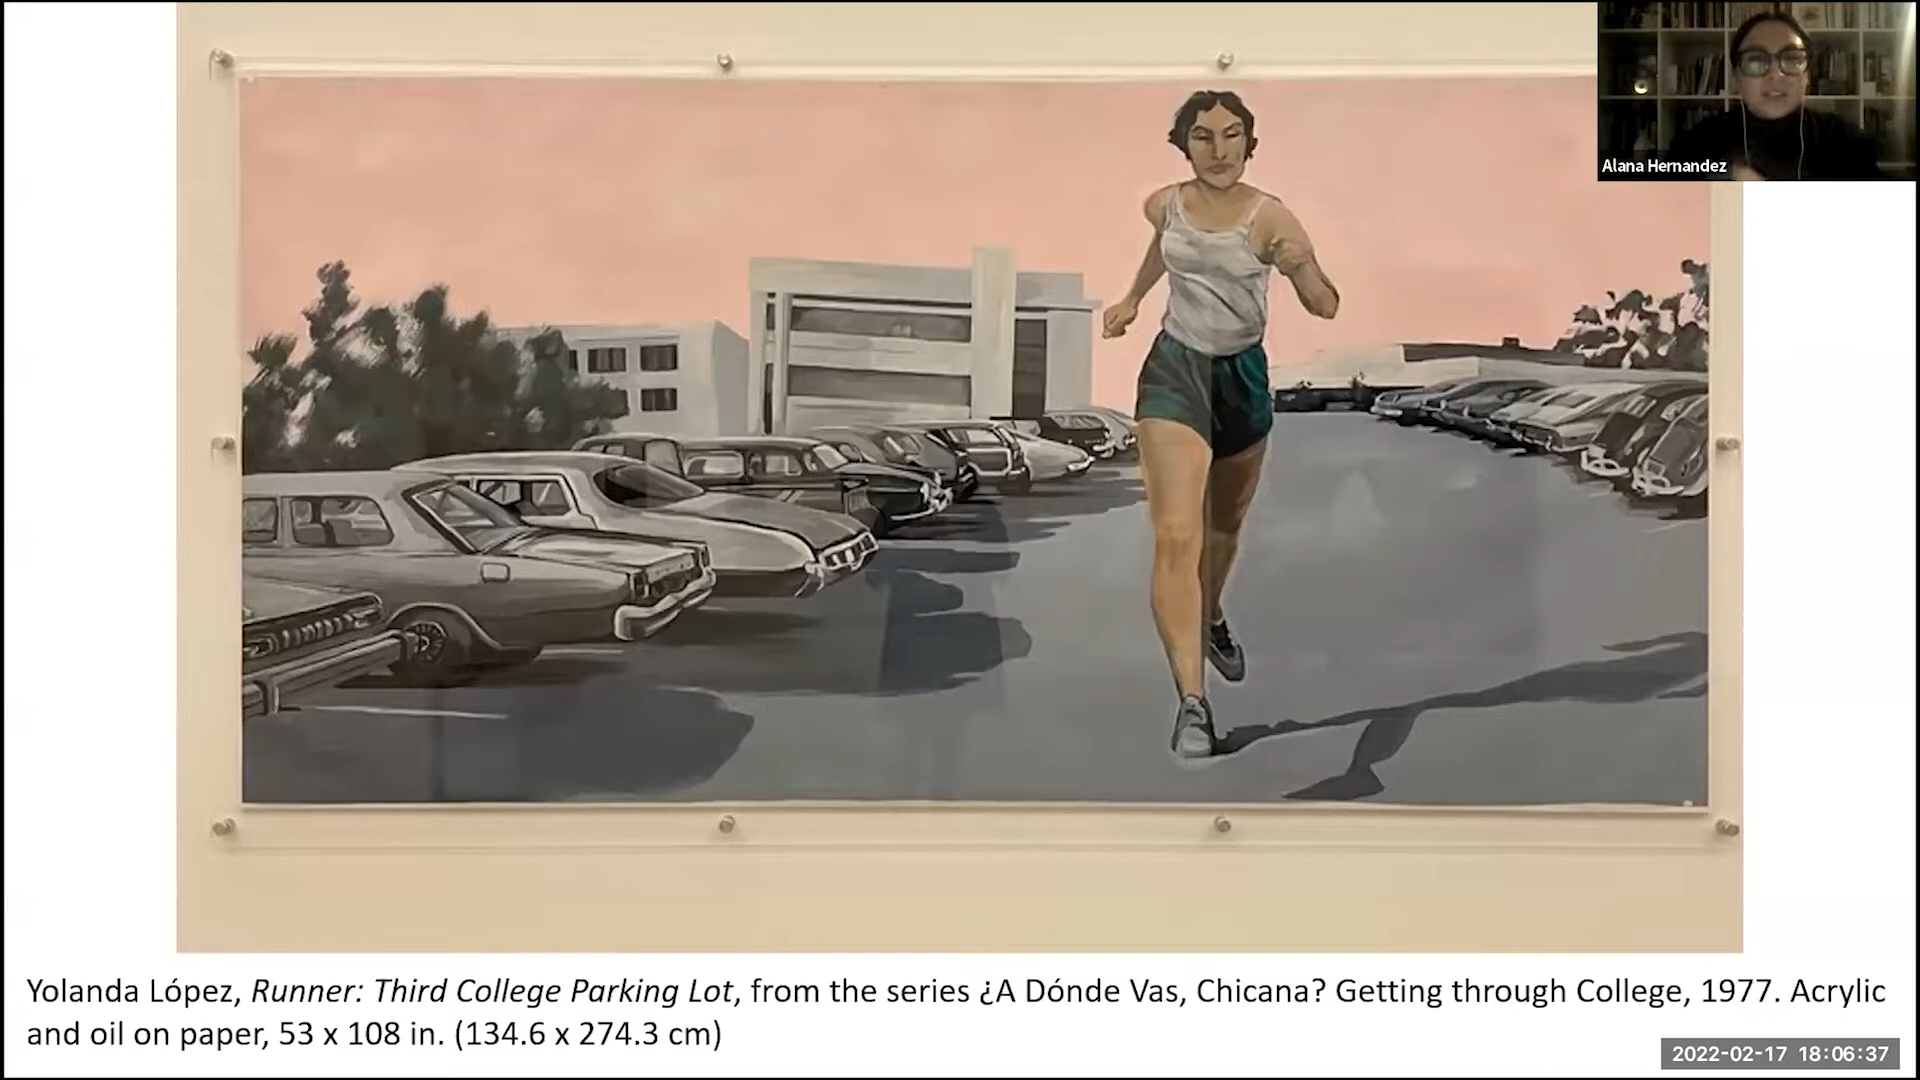 Alana Hernandez
Yolanda López, Runner: Third College Parking Lot, from the series ¿A Dónde Vas, Chicana? Getting through College, 1977. Acrylic
and oil on paper, 53 x 108 in. (134.6 x 274.3 cm)
2022-02-17 18:06:37